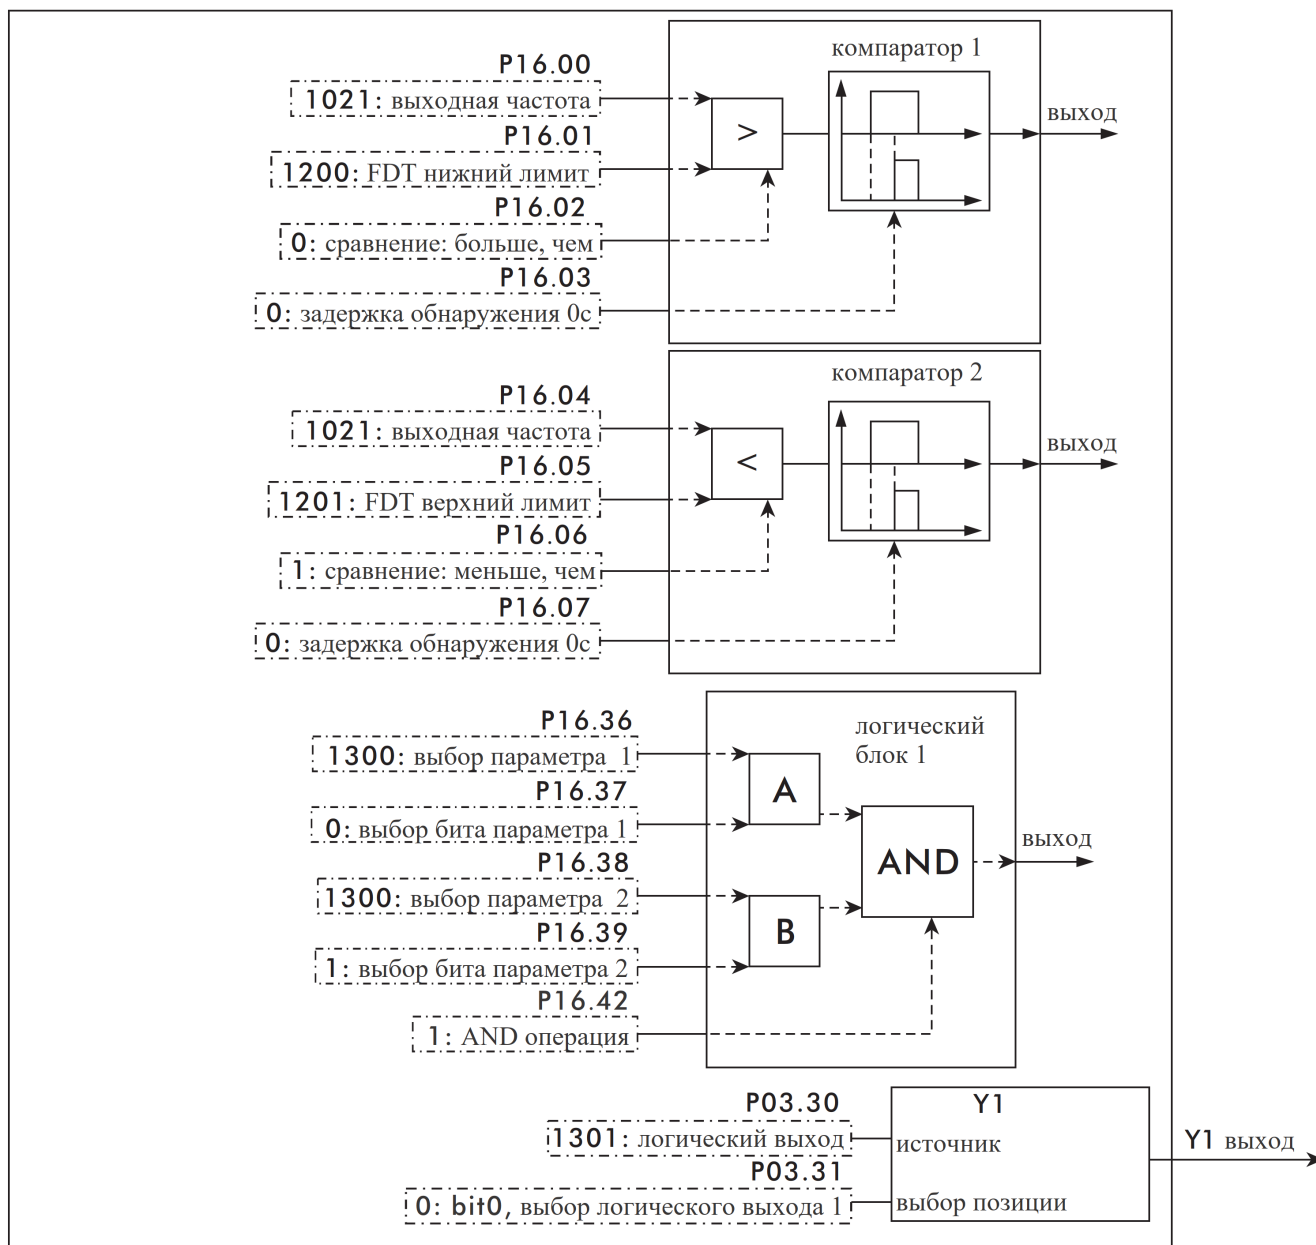 P16.00
1021: выходная частота
P16.01
1200: FDT нижний лимит
P16.02
0: сравнение: больше, чем
P16.03
0: задержка обнаружения 0с
>
компаратор 1
выход
P16.04
1021: выходная частота
P16.05
1201: FDT верхний лимит
P16.06
1: сравнение: меньше, чем
P16.07
0: задержка обнаружения 0с
<
компаратор 2
выход
P16.36
1300: выбор параметра 1
P16.37
0: выбор бита параметра 1
P16.38
1300: выбор параметра 2
P16.39
1: выбор бита параметра 2
P16.42
1: AND операция
логический
блок 1
A
B
AND
выход
P03.30
1301: логический выход
P03.31
0: bit0, выбор логического выхода 1
Y1
источник
выбор позиции
Y1 выход